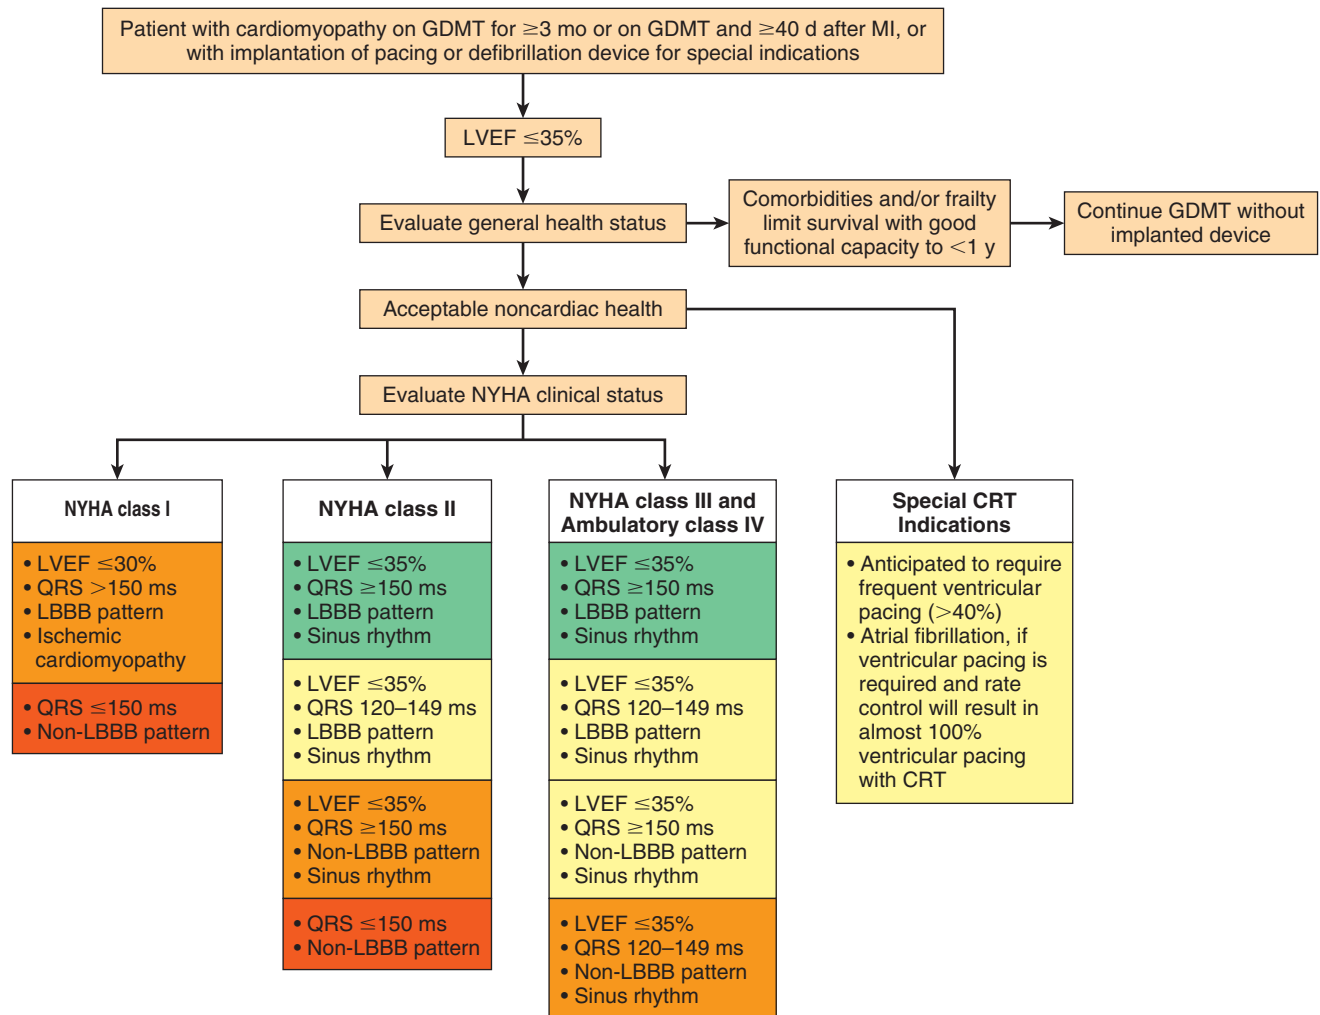 Patient with cardiomyopathy on GDMT for ≥3 mo or on GDMT and ≥40 d after MI, or
with implantation of pacing or defibrillation device for special indications
LVEF ≤35%
Evaluate general health status
Comorbidities and/or frailty
limit survival with good
functional capacity to <1 y
Continue GDMT without
implanted device
Acceptable noncardiac health
Evaluate NYHA clinical status
NYHA class I
• LVEF ≤30%
• QRS >150 ms
• LBBB pattern
• Ischemic
cardiomyopathy
• QRS ≤150 ms
• Non-LBBB pattern
NYHA class II
• LVEF ≤35%
• QRS ≥150 ms
• LBBB pattern
• Sinus rhythm
• LVEF ≤35%
• QRS 120–149 ms
• LBBB pattern
• Sinus rhythm
• LVEF ≤35%
• QRS ≥150 ms
• Non-LBBB pattern
• Sinus rhythm
• QRS ≤150 ms
• Non-LBBB pattern
NYHA class III and
Ambulatory class IV
• LVEF ≤35%
• QRS ≥150 ms
• LBBB pattern
• Sinus rhythm
• LVEF ≤35%
• QRS 120–149 ms
• LBBB pattern
• Sinus rhythm
• LVEF ≤35%
• QRS ≥150 ms
• Non-LBBB pattern
• Sinus rhythm
• LVEF ≤35%
• QRS 120–149 ms
• Non-LBBB pattern
• Sinus rhythm
Special CRT
Indications
• Anticipated to require
frequent ventricular
pacing (>40%)
• Atrial fibrillation, if
ventricular pacing is
required and rate
control will result in
almost 100%
ventricular pacing
with CRT